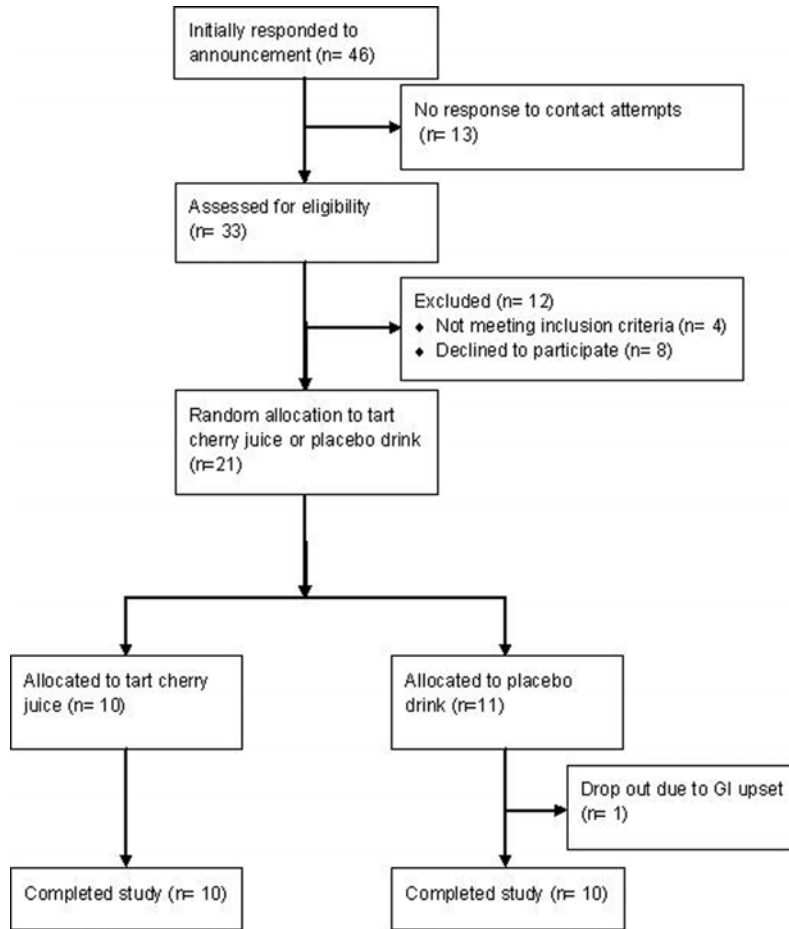 Initially responded to
announcement (n= 46)
No response to contact attempts
(n= 13)
Assessed for eligibility
(n= 33)
Excluded (n= 12)
♦ Not meeting inclusion criteria (n= 4)
♦ Declined to participate (n= 8)
Random allocation to tart
cherry juice or placebo drink
(n=21)
Allocated to tart cherry
juice (n= 10)
Allocated to placebo
drink (n=11)
Drop out due to GI upset
(n= 1)
Completed study (n= 10)
Completed study (n= 10)